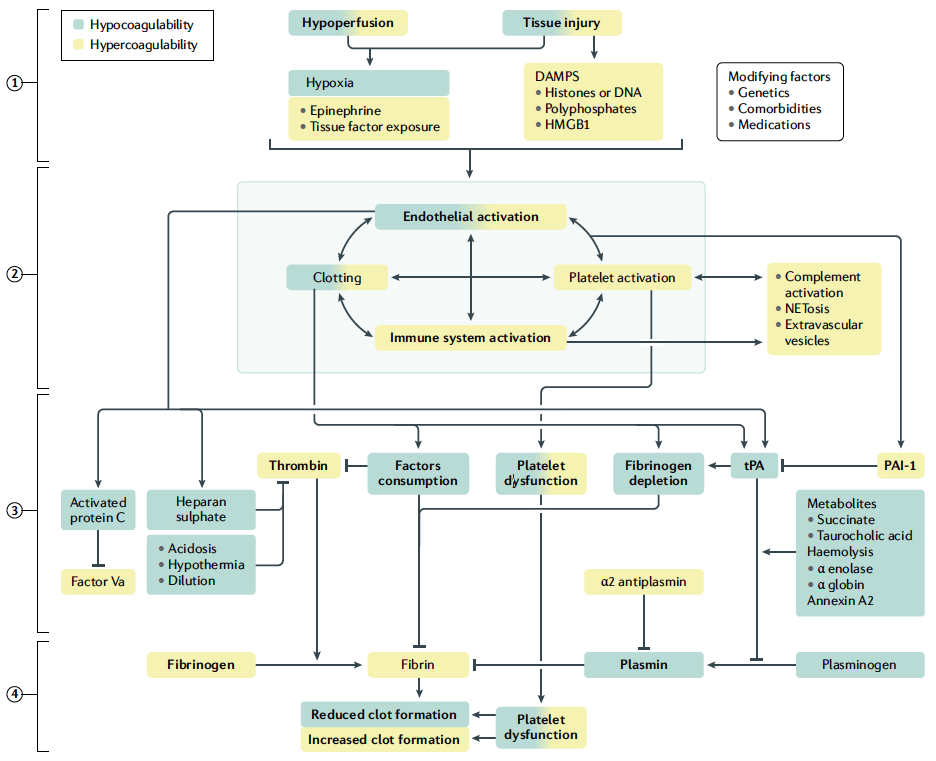 Hypocoagulability
Hypercoagulability
Hypoperfusion
Tissue injury
1
Hypoxia
• Epinephrine
• Tissue factor exposure
DAMPS
• Histones or DNA
• Polyphosphates
• HMGB1
Modifying factors
• Genetics
• Comorbidities
• Medications
2
Endothelial activation
Clotting
Platelet activation
Immune system activation
• Complement
activation
• NETosis
• Extravascular
vesicles
3
Thrombin
Factors
consumption
Platelet
dysfunction
Fibrinogen
depletion
tPA
PAI-1
Activated
protein C
Heparan
sulphate
• Acidosis
• Hypothermia
• Dilution
Factor Va
α2 antiplasmin
Metabolites
• Succinate
• Taurocholic acid
Haemolysis
• α enolase
• α globin
Annexin A2
4
Fibrinogen
Fibrin
Plasmin
Plasminogen
Reduced clot formation
Increased clot formation
Platelet
dysfunction